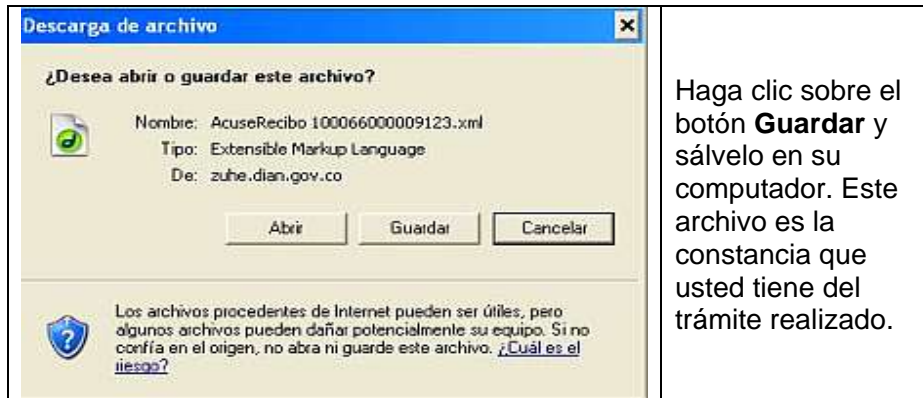 Descarga de archivo
¿Desea abrir o guardar este archivo?
Nombre: AcuseRecibo 100066000009123.xml
Tipo: Extensible Markup Language
De: zuhe.dian.gov.co
Abrir Guardar Cancelar
Los archivos procedentes de Internet pueden ser útiles, pero
algunos archivos pueden dañar potencialmente su equipo. Si no
confía en el origen, no abra ni guarde este archivo. ¿Cuál es el
riesgo?
Haga clic sobre el
botón Guardar y
sálvelo en su
computador. Este
archivo es la
constancia que
usted tiene del
trámite realizado.